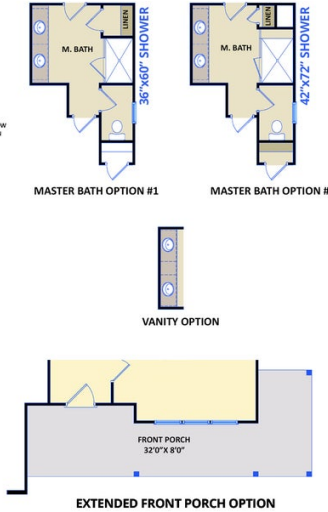 LINEN
M. BATH
36"X60" SHOWER
MASTER BATH OPTION #1
LINEN
M. BATH
42"X72" SHOWER
MASTER BATH OPTION #
VANITY OPTION
FRONT PORCH
32'0"X 8'0"
EXTENDED FRONT PORCH OPTION